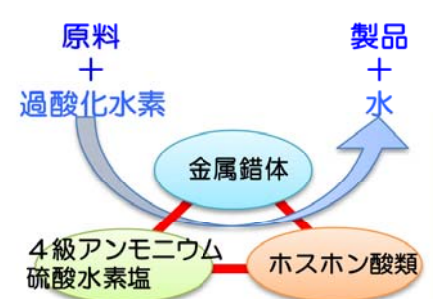 原料
＋
過酸化水素
製品
＋
水
金属錯体
４級アンモニウム
硫酸水素塩
ホスホン酸類